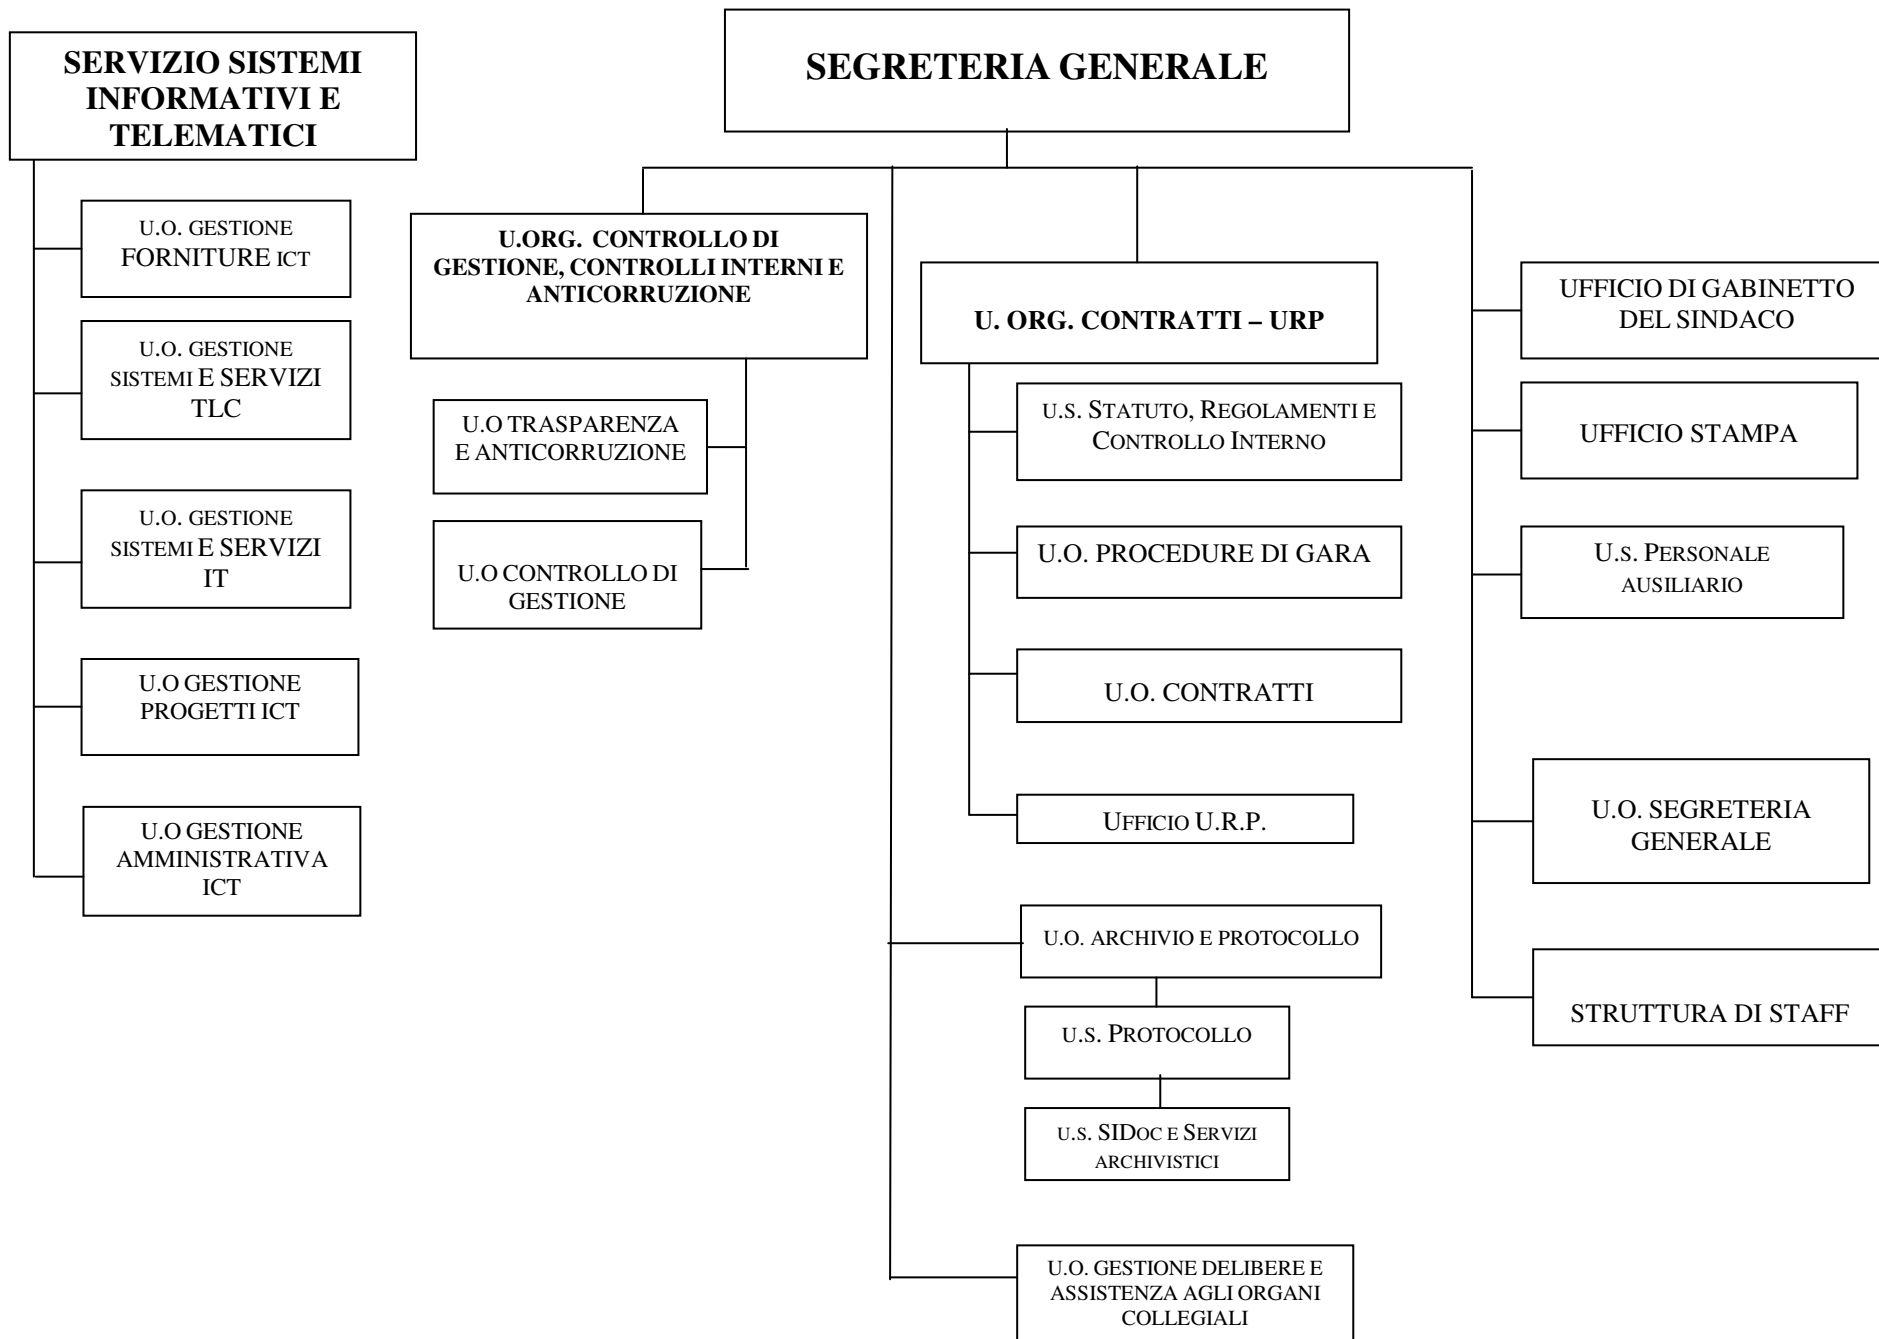 SERVIZIO SISTEMI
INFORMATIVI E
TELEMATICI
U.O. GESTIONE
FORNITURE ICT
U.O. GESTIONE
SISTEMI E SERVIZI
TLC
U.O. GESTIONE
SISTEMI E SERVIZI
IT
U.O GESTIONE
PROGETTI ICT
U.O GESTIONE
AMMINISTRATIVA
ICT
SEGRETERIA GENERALE
U.ORG. CONTROLLO DI
GESTIONE, CONTROLLI INTERNI E
ANTICORRUZIONE
U.O TRASPARENZA
E ANTICORRUZIONE
U.O CONTROLLO DI
GESTIONE
U. ORG. CONTRATTI – URP
U.S. STATUTO, REGOLAMENTI E
CONTROLLO INTERNO
U.O. PROCEDURE DI GARA
U.O. CONTRATTI
UFFICIO U.R.P.
U.O. ARCHIVIO E PROTOCOLLO
U.S. PROTOCOLLO
U.S. SIDOC E SERVIZI
ARCHIVISTICI
U.O. GESTIONE DELIBERE E
ASSISTENZA AGLI ORGANI
COLLEGIALI
UFFICIO DI GABINETTO
DEL SINDACO
UFFICIO STAMPA
U.S. PERSONALE
AUSILIARIO
U.O. SEGRETERIA
GENERALE
STRUTTURA DI STAFF